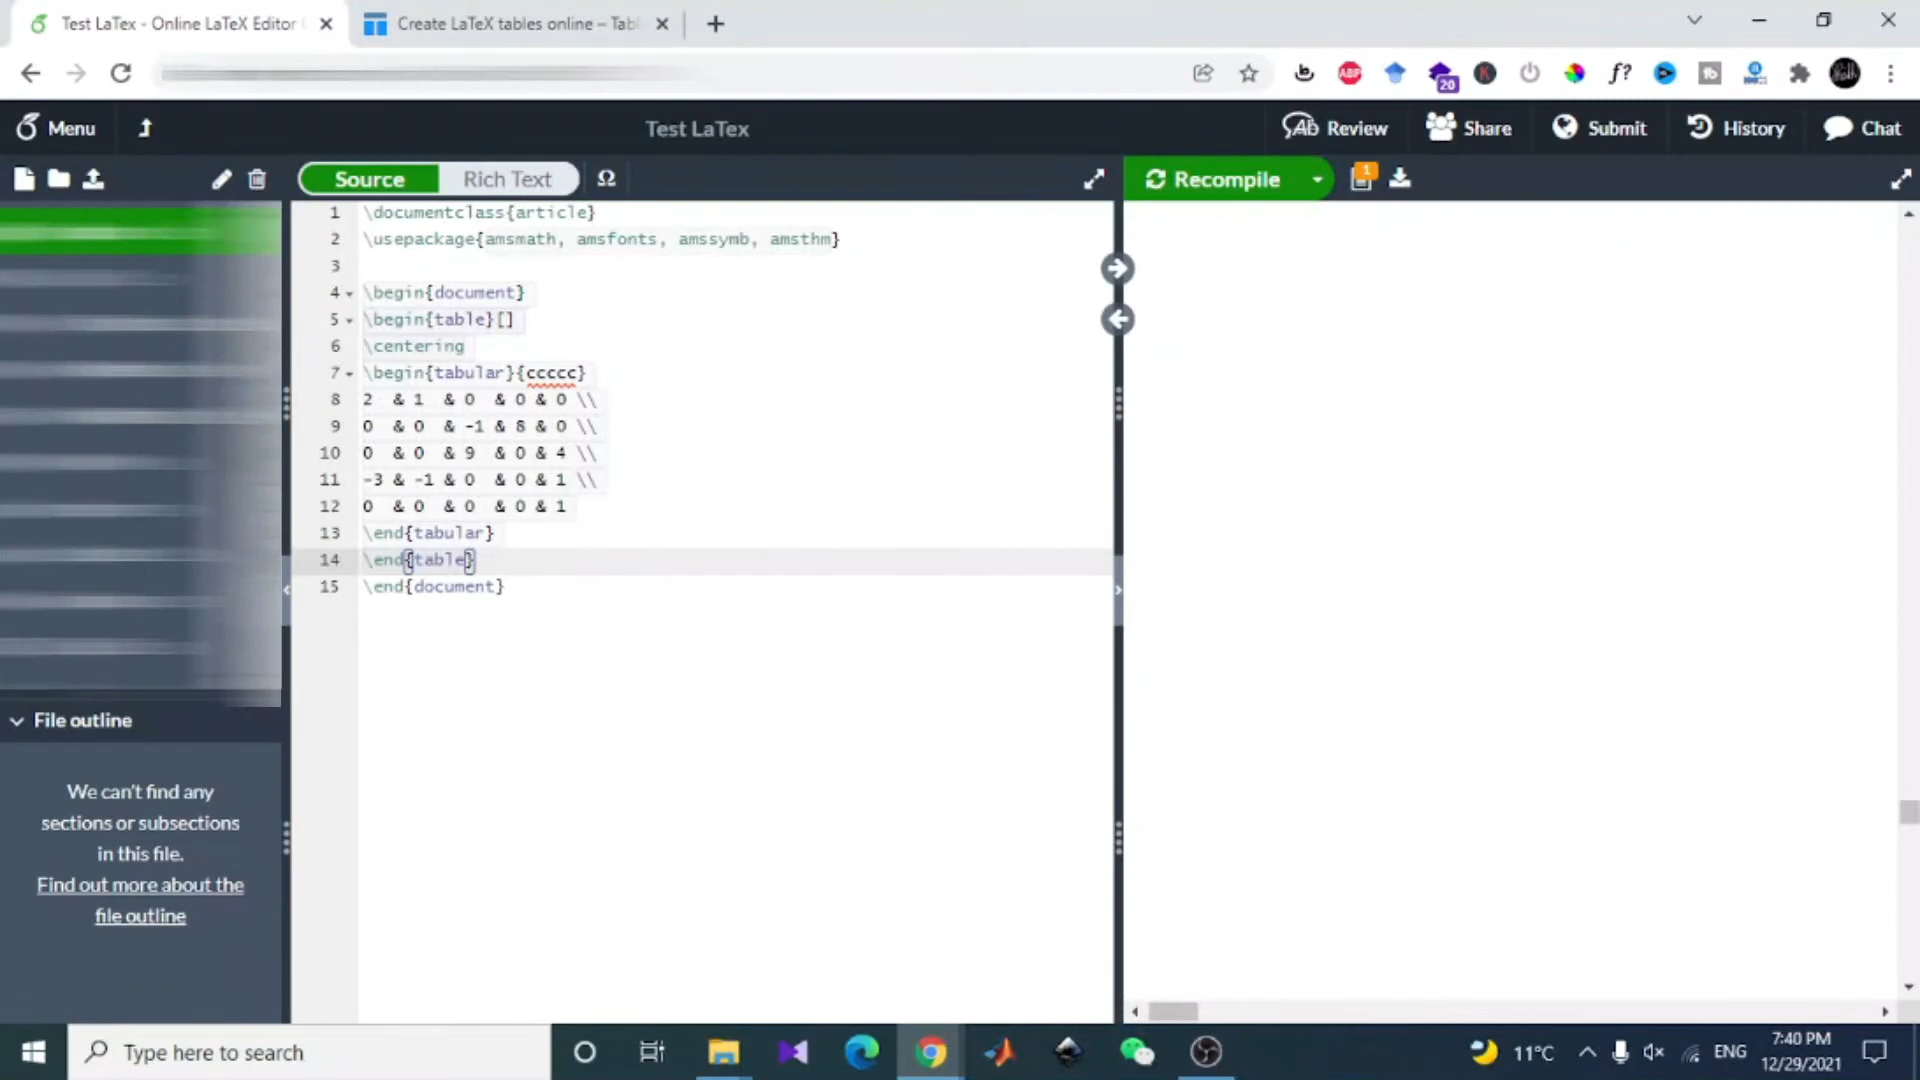 Test LaTex - Online LaTeX Editor
Create LaTeX tables online – Tab
ABP
20
f?
Menu
Test LaTex
Review
Share
Submit
History
Chat
Source
Rich Text
Ω
Recompile
1
1 \documentclass{article}
2 \usepackage{amsmath, amsfonts, amssymb, amsthm}
3
4 \begin{document}
5 \begin{table}[]
6 \centering
7 \begin{tabular}{ccccc}
8 2 & 1 & 0 & 0 & 0 \\
9 0 & 0 & -1 & 8 & 0 \\
10 0 & 0 & 9 & 0 & 4 \\
11 -3 & -1 & 0 & 0 & 1 \\
12 0 & 0 & 0 & 0 & 1
13 \end{tabular}
14 \end{table}
15 \end{document}
File outline
We can't find any
sections or subsections
in this file.
Find out more about the
file outline
Type here to search
11°C
ENG
7:40 PM
12/29/2021